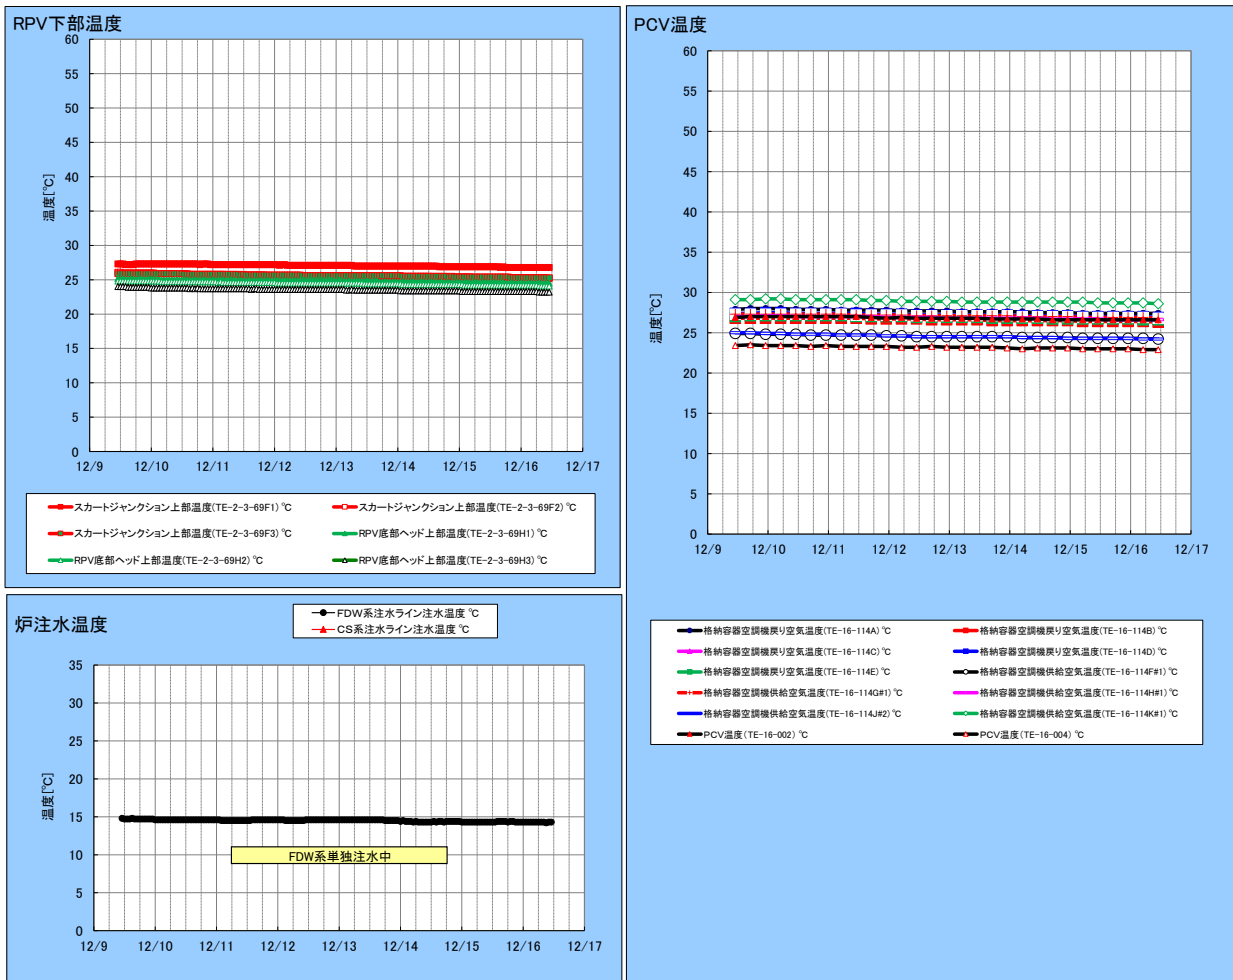 RPV下部温度
60
55
50
45
40
35
30
25
20
15
10
5
0
温度[℃]
12/9
12/10
12/11
12/12
12/13
12/14
12/15
12/16
12/17
スカートジャンクション上部温度(TE-2-3-69F1) ℃
スカートジャンクション上部温度(TE-2-3-69F2) ℃
スカートジャンクション上部温度(TE-2-3-69F3) ℃
RPV底部ヘッド上部温度(TE-2-3-69H1) ℃
RPV底部ヘッド上部温度(TE-2-3-69H2) ℃
RPV底部ヘッド上部温度(TE-2-3-69H3) ℃
炉注水温度
FDW系注水ライン注水温度 ℃
CS系注水ライン注水温度 ℃
35
30
25
20
15
10
5
0
温度[℃]
FDW系単独注水中
12/9
12/10
12/11
12/12
12/13
12/14
12/15
12/16
12/17
PCV温度
60
55
50
45
40
35
30
25
20
15
10
5
0
温度[℃]
12/9
12/10
12/11
12/12
12/13
12/14
12/15
12/16
12/17
格納容器空調機戻り空気温度(TE-16-114A) ℃
格納容器空調機戻り空気温度(TE-16-114B) ℃
格納容器空調機戻り空気温度(TE-16-114C) ℃
格納容器空調機戻り空気温度(TE-16-114D) ℃
格納容器空調機戻り空気温度(TE-16-114E) ℃
格納容器空調機供給空気温度(TE-16-114F#1) ℃
格納容器空調機供給空気温度(TE-16-114G#1) ℃
格納容器空調機供給空気温度(TE-16-114H#1) ℃
格納容器空調機供給空気温度(TE-16-114J#2) ℃
格納容器空調機供給空気温度(TE-16-114K#1) ℃
PCV温度(TE-16-002) ℃
PCV温度(TE-16-004) ℃